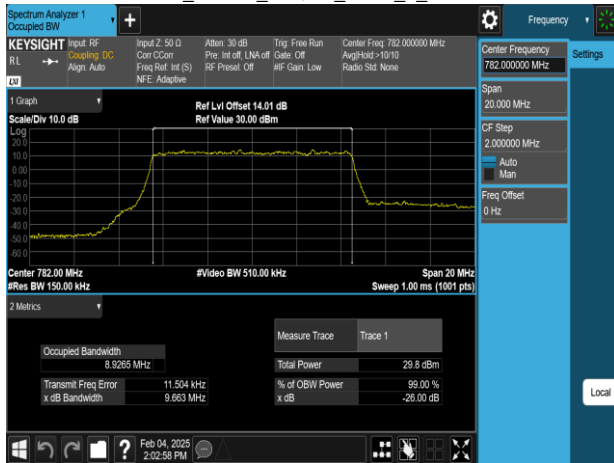 Spectrum Analyzer 1
Occupied BW
Frequency
KEYSIGHT
Input: RF
Coupling: DC
Align: Auto
Input Z: 50 Ω
Corr CCorr
Freq Ref: Int (S)
NFE: Adaptive
Atten: 30 dB
Pre: Int off, LNA off
RF Preset: Off
Trig: Free Run
Gate: Off
#IF Gain: Low
Center Freq: 782.000000 MHz
Avg|Hold:>10/10
Radio Std: None
RL
LXI
Center Frequency
782.000000 MHz
Settings
Span
20.000 MHz
CF Step
2.000000 MHz
Auto
Man
Freq Offset
0 Hz
Local
1 Graph
Scale/Div 10.0 dB
Ref Lvl Offset 14.01 dB
Ref Value 30.00 dBm
Log
20.0
10.0
0.00
-10.0
-20.0
-30.0
-40.0
-50.0
-60.0
Center 782.00 MHz
#Video BW 510.00 kHz
Span 20 MHz
#Res BW 150.00 kHz
Sweep 1.00 ms (1001 pts)
2 Metrics
Measure Trace
Trace 1
Occupied Bandwidth
8.9265 MHz
Total Power
29.8 dBm
Transmit Freq Error
11.504 kHz
% of OBW Power
99.00 %
x dB Bandwidth
9.663 MHz
x dB
-26.00 dB
Feb 04, 2025
2:02:58 PM